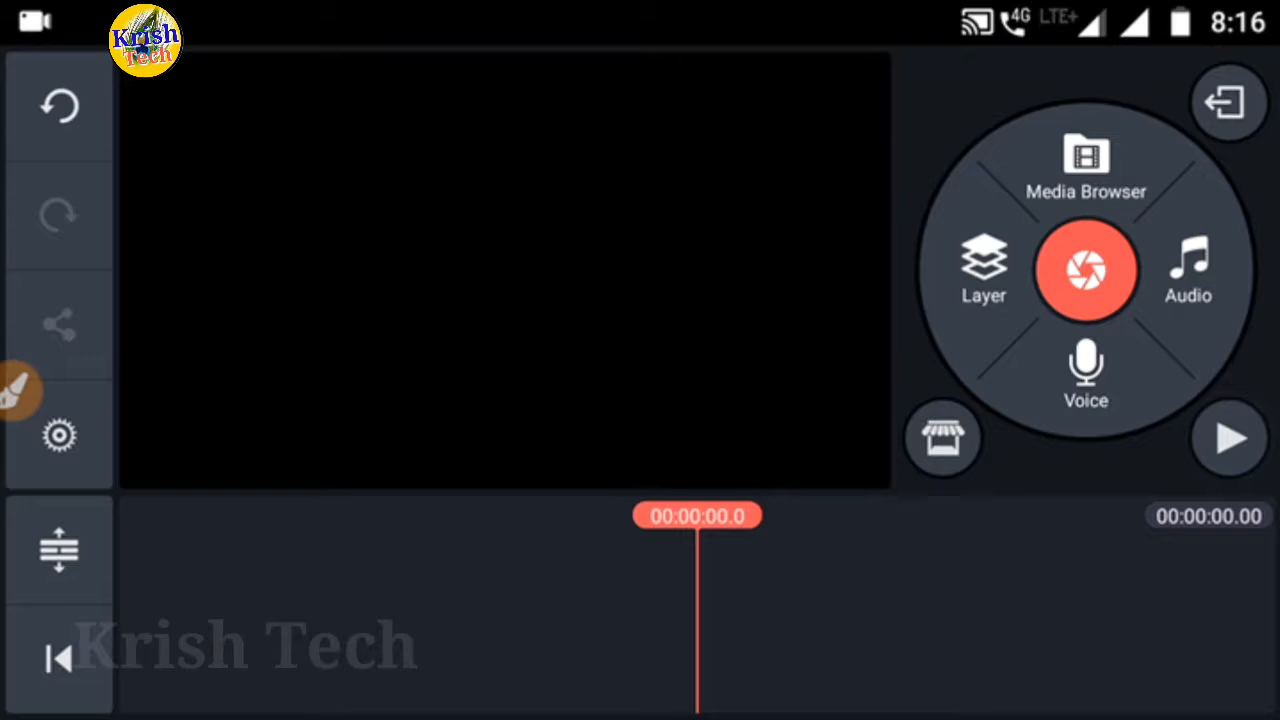 Krish
Tech
4G
LTE+
8:16
Media Browser
Layer
Audio
Voice
00:00:00.0
00:00:00.00
Krish Tech